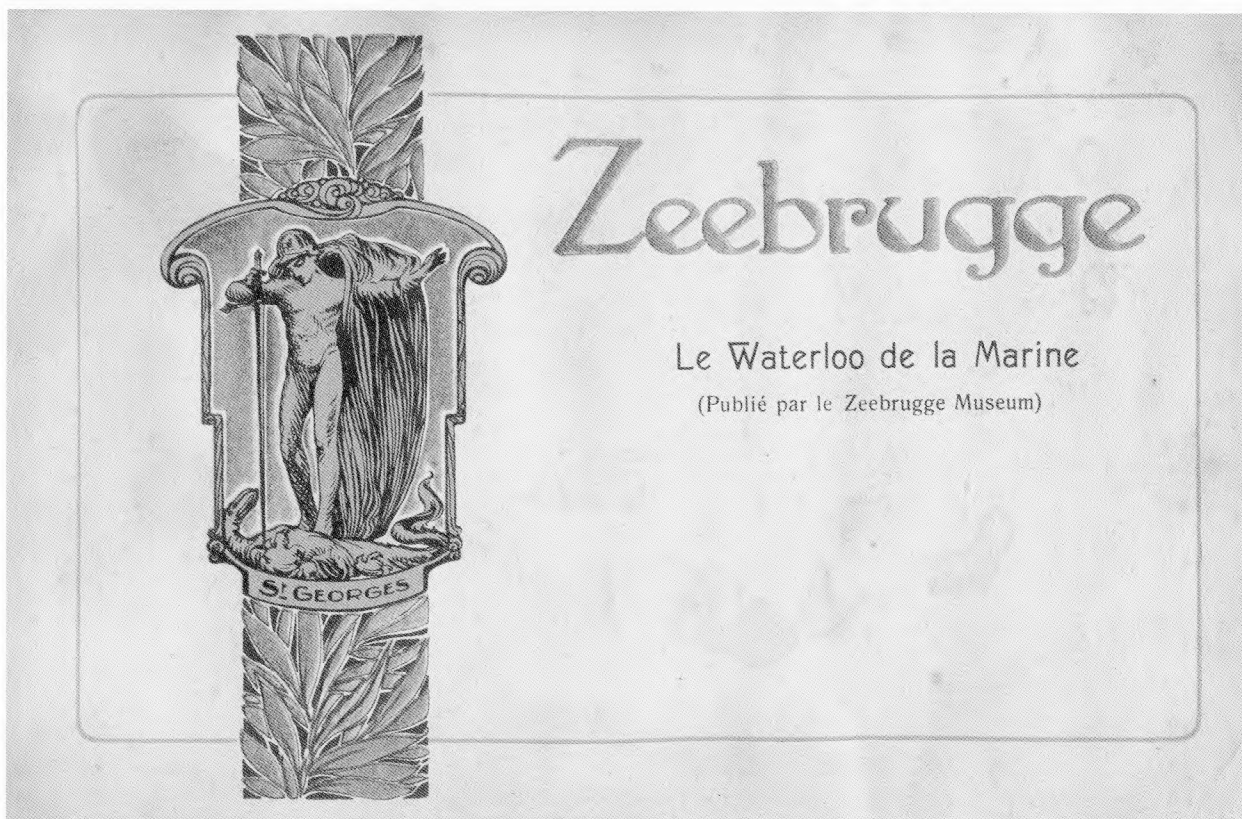 Zeebrugge
Le Waterloo de la Marine
(Publié par le Zeebrugge Museum)
St GEORGES